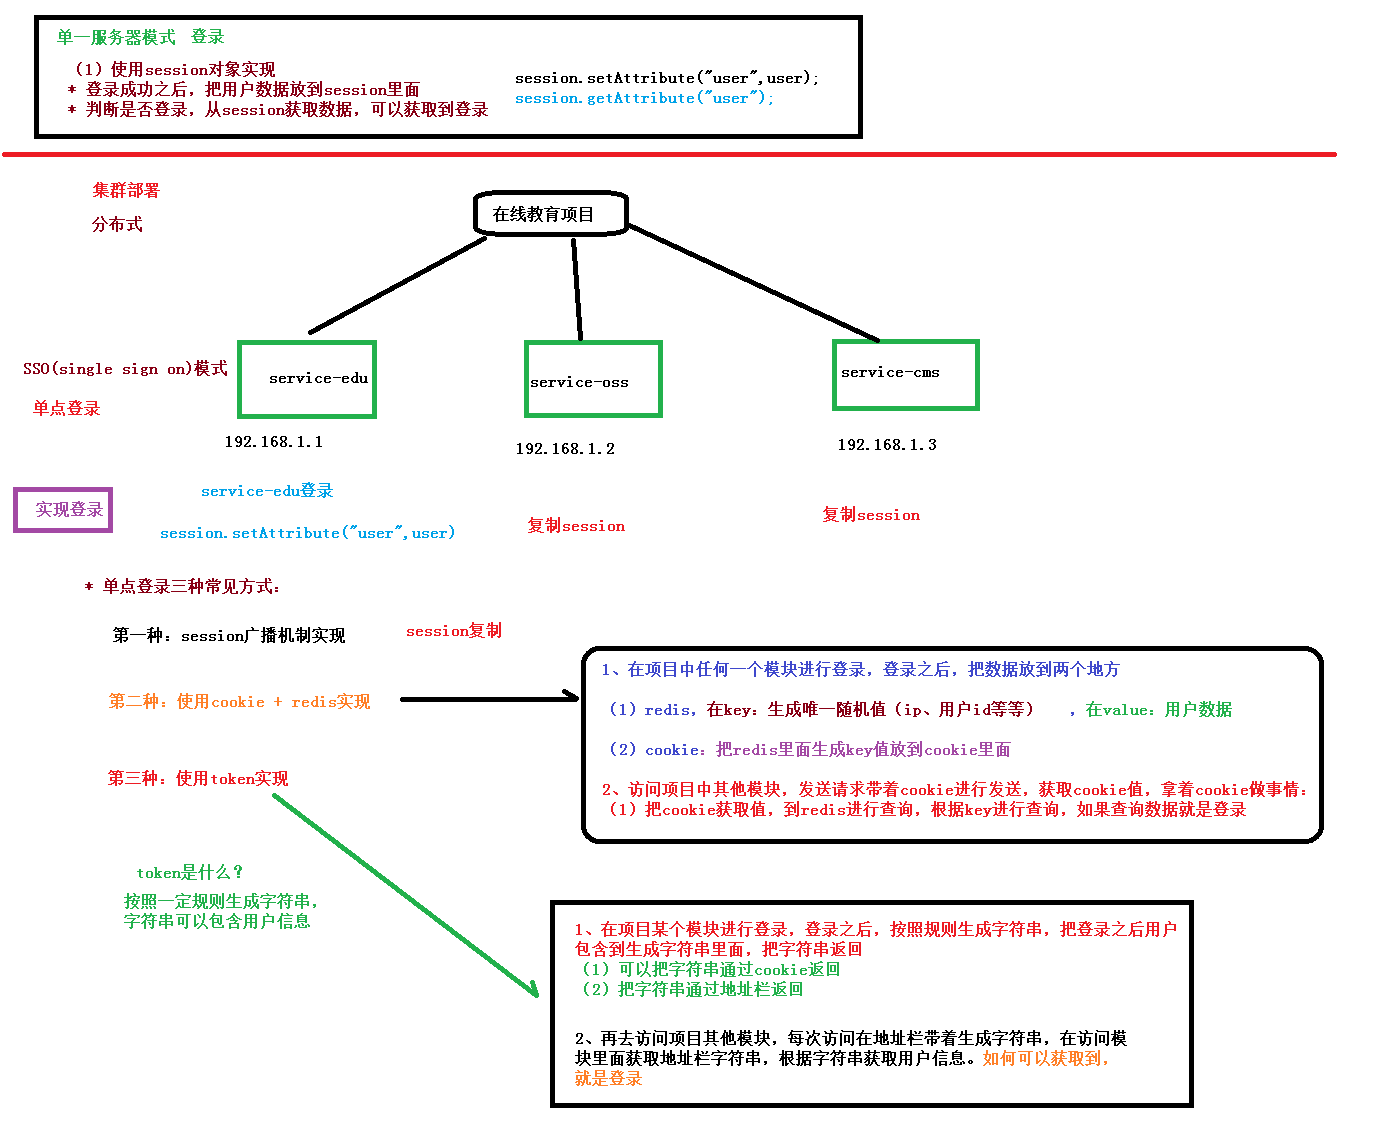 单一服务器模式 登录
（1）使用session对象实现
* 登录成功之后，把用户数据放到session里面
* 判断是否登录，从session获取数据，可以获取到登录
session.setAttribute("user",user);
session.getAttribute("user");
集群部署
分布式
在线教育项目
SSO(single sign on)模式
单点登录
service-edu
service-oss
service-cms
192.168.1.1
192.168.1.2
192.168.1.3
实现登录
service-edu登录
session.setAttribute("user",user)
复制session
复制session
* 单点登录三种常见方式：
第一种：session广播机制实现
session复制
第二种：使用cookie + redis实现
第三种：使用token实现
1、在项目中任何一个模块进行登录，登录之后，把数据放到两个地方
（1）redis，在key：生成唯一随机值（ip、用户id等等） ，在value：用户数据
（2）cookie：把redis里面生成key值放到cookie里面
2、访问项目中其他模块，发送请求带着cookie进行发送，获取cookie值，拿着cookie做事情：
（1）把cookie获取值，到redis进行查询，根据key进行查询，如果查询数据就是登录
token是什么？
按照一定规则生成字符串，
字符串可以包含用户信息
1、在项目某个模块进行登录，登录之后，按照规则生成字符串，把登录之后用户
包含到生成字符串里面，把字符串返回
（1）可以把字符串通过cookie返回
（2）把字符串通过地址栏返回
2、再去访问项目其他模块，每次访问在地址栏带着生成字符串，在访问模
块里面获取地址栏字符串，根据字符串获取用户信息。如何可以获取到，
就是登录